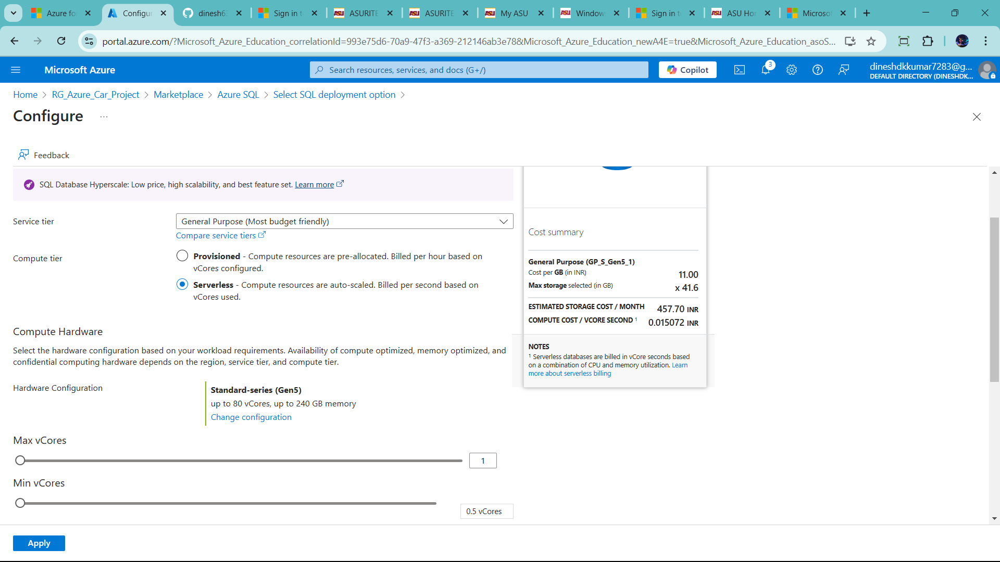 Azure fo
Configur
dinesh63
Sign in t
ASURITE
ASURITE
My ASU
Window
Sign in t
ASU Hor
Microsof
portal.azure.com/?Microsoft_Azure_Education_correlationId=993e75d6-70a9-47f3-a369-212146ab3e78&Microsoft_Azure_Education_newA4E=true&Microsoft_Azure_Education_asoS...
Microsoft Azure
Search resources, services, and docs (G+/)
Copilot
3
dineshdkkumar7283@g...
DEFAULT DIRECTORY (DINESHDK...
Home > RG_Azure_Car_Project > Marketplace > Azure SQL > Select SQL deployment option >
Configure ...
Feedback
SQL Database Hyperscale: Low price, high scalability, and best feature set. Learn more
Service tier
General Purpose (Most budget friendly)
Compare service tiers
Compute tier
Provisioned - Compute resources are pre-allocated. Billed per hour based on
vCores configured.
Serverless - Compute resources are auto-scaled. Billed per second based on
vCores used.
Compute Hardware
Select the hardware configuration based on your workload requirements. Availability of compute optimized, memory optimized, and
confidential computing hardware depends on the region, service tier, and compute tier.
Hardware Configuration
Standard-series (Gen5)
up to 80 vCores, up to 240 GB memory
Change configuration
Max vCores
1
Min vCores
0.5 vCores
Cost summary
General Purpose (GP_S_Gen5_1)
Cost per GB (in INR) 11.00
Max storage selected (in GB) x 41.6
ESTIMATED STORAGE COST / MONTH 457.70 INR
COMPUTE COST / VCORE SECOND ¹ 0.015072 INR
NOTES
¹ Serverless databases are billed in vCore seconds based
on a combination of CPU and memory utilization. Learn
more about serverless billing
Apply